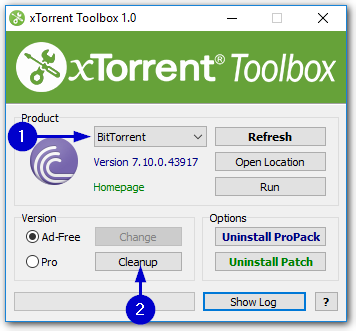 xTorrent Toolbox 1.0
xTorrent® Toolbox
Product
1
BitTorrent
Refresh
Version 7.10.0.43917
Open Location
Homepage
Run
Version
Options
Ad-Free
Change
Uninstall ProPack
Pro
Cleanup
Uninstall Patch
2
Show Log
?